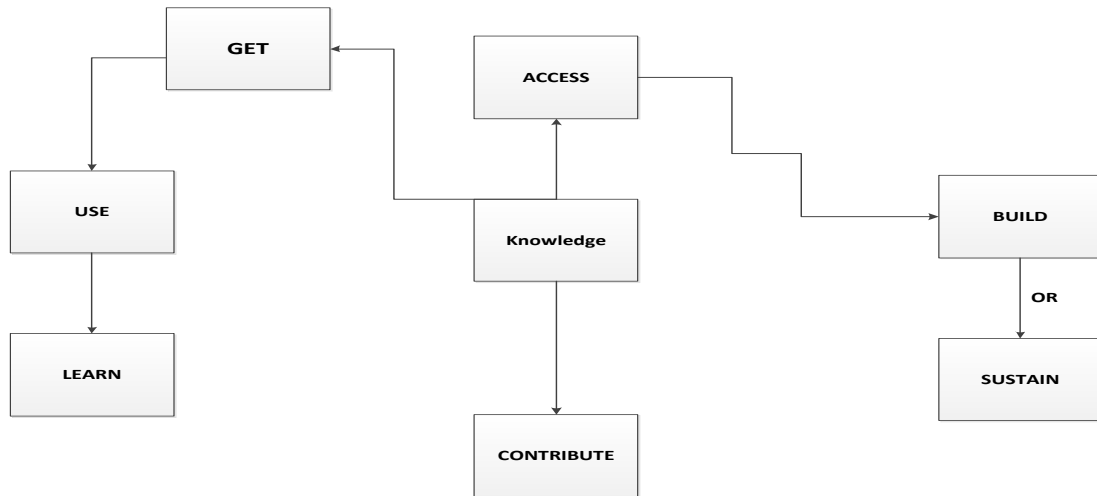 GET
ACCESS
USE
Knowledge
BUILD
OR
LEARN
SUSTAIN
CONTRIBUTE